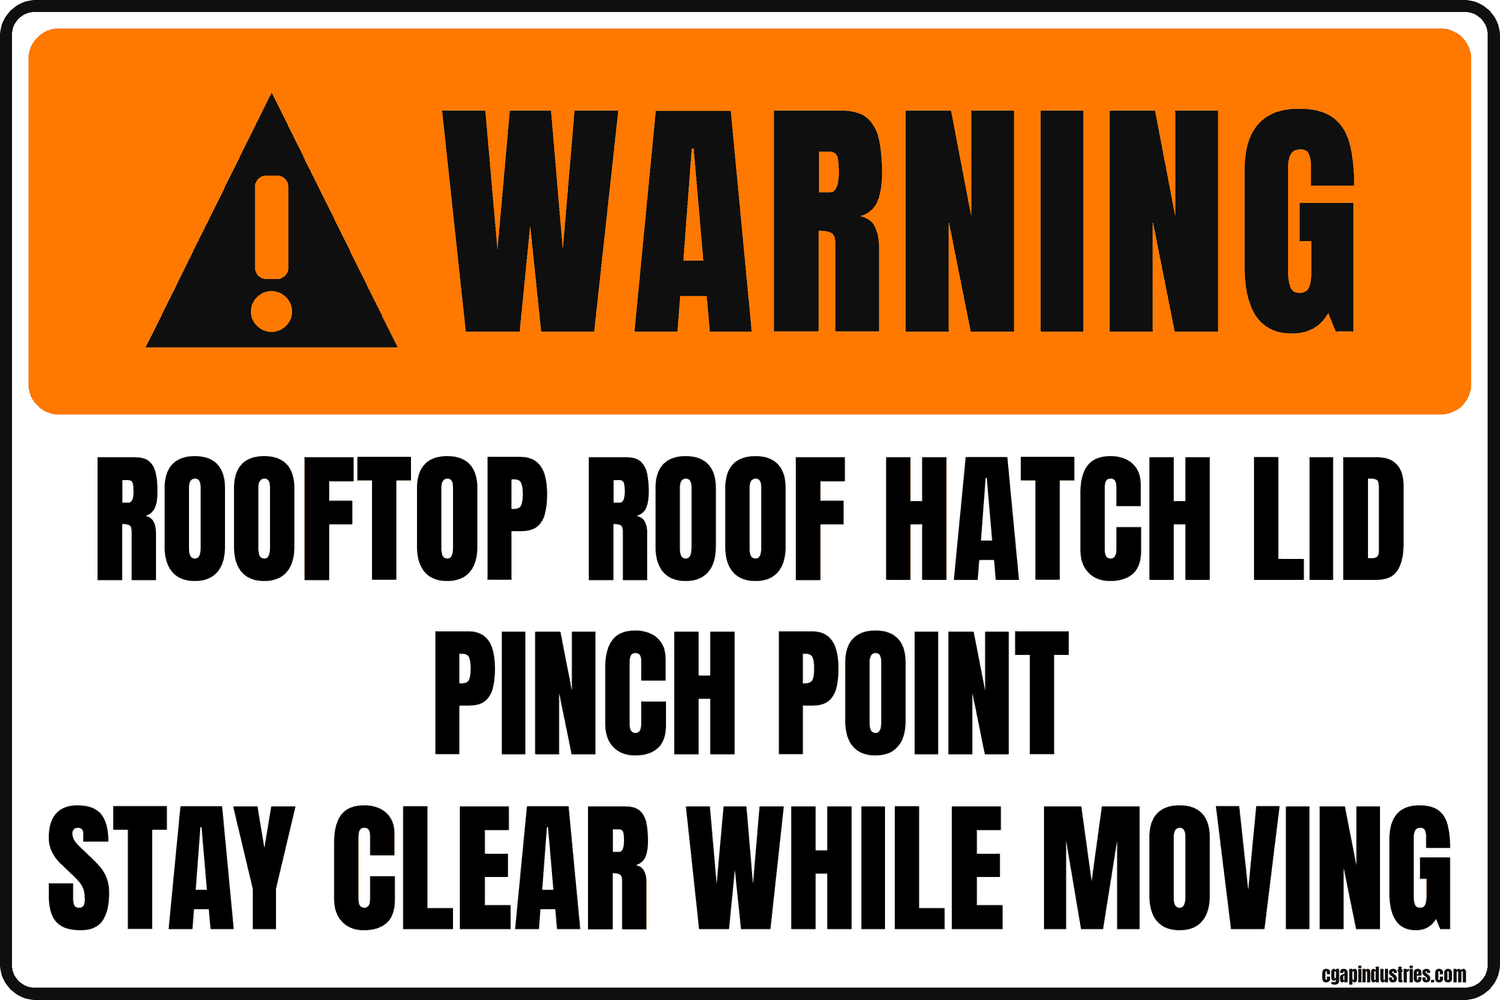 WARNING
ROOFTOP ROOF HATCH LID
PINCH POINT
STAY CLEAR WHILE MOVING
cgapindustries.com